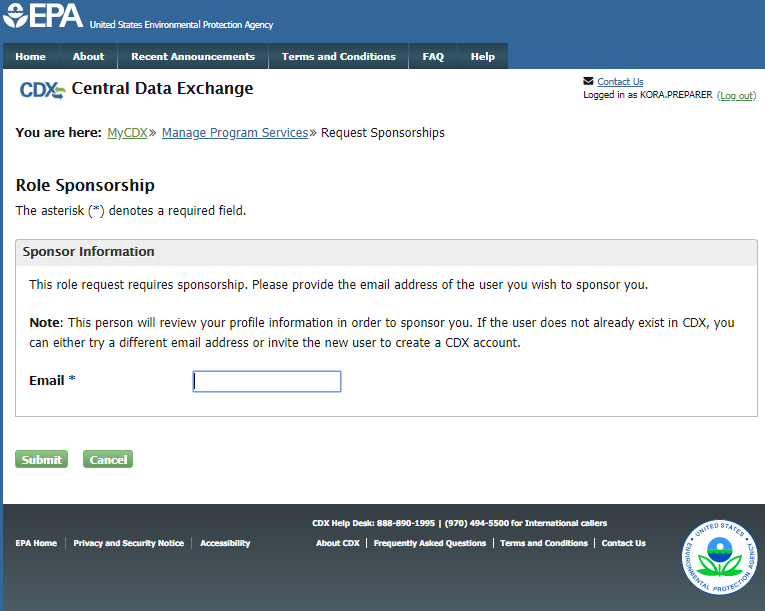 EPA United States Environmental Protection Agency
Home About Recent Announcements Terms and Conditions FAQ Help
CDX Central Data Exchange
Contact Us
Logged in as KORA.PREPARER (Log out)
You are here: MyCDX» Manage Program Services» Request Sponsorships
Role Sponsorship
The asterisk (*) denotes a required field.
Sponsor Information
This role request requires sponsorship. Please provide the email address of the user you wish to sponsor you.
Note: This person will review your profile information in order to sponsor you. If the user does not already exist in CDX, you
can either try a different email address or invite the new user to create a CDX account.
Email *
Submit Cancel
CDX Help Desk: 888-890-1995 | (970) 494-5500 for International callers
EPA Home | Privacy and Security Notice | Accessibility
About CDX | Frequently Asked Questions | Terms and Conditions | Contact Us
UNITED STATES
ENVIRONMENTAL PROTECTION AGENCY